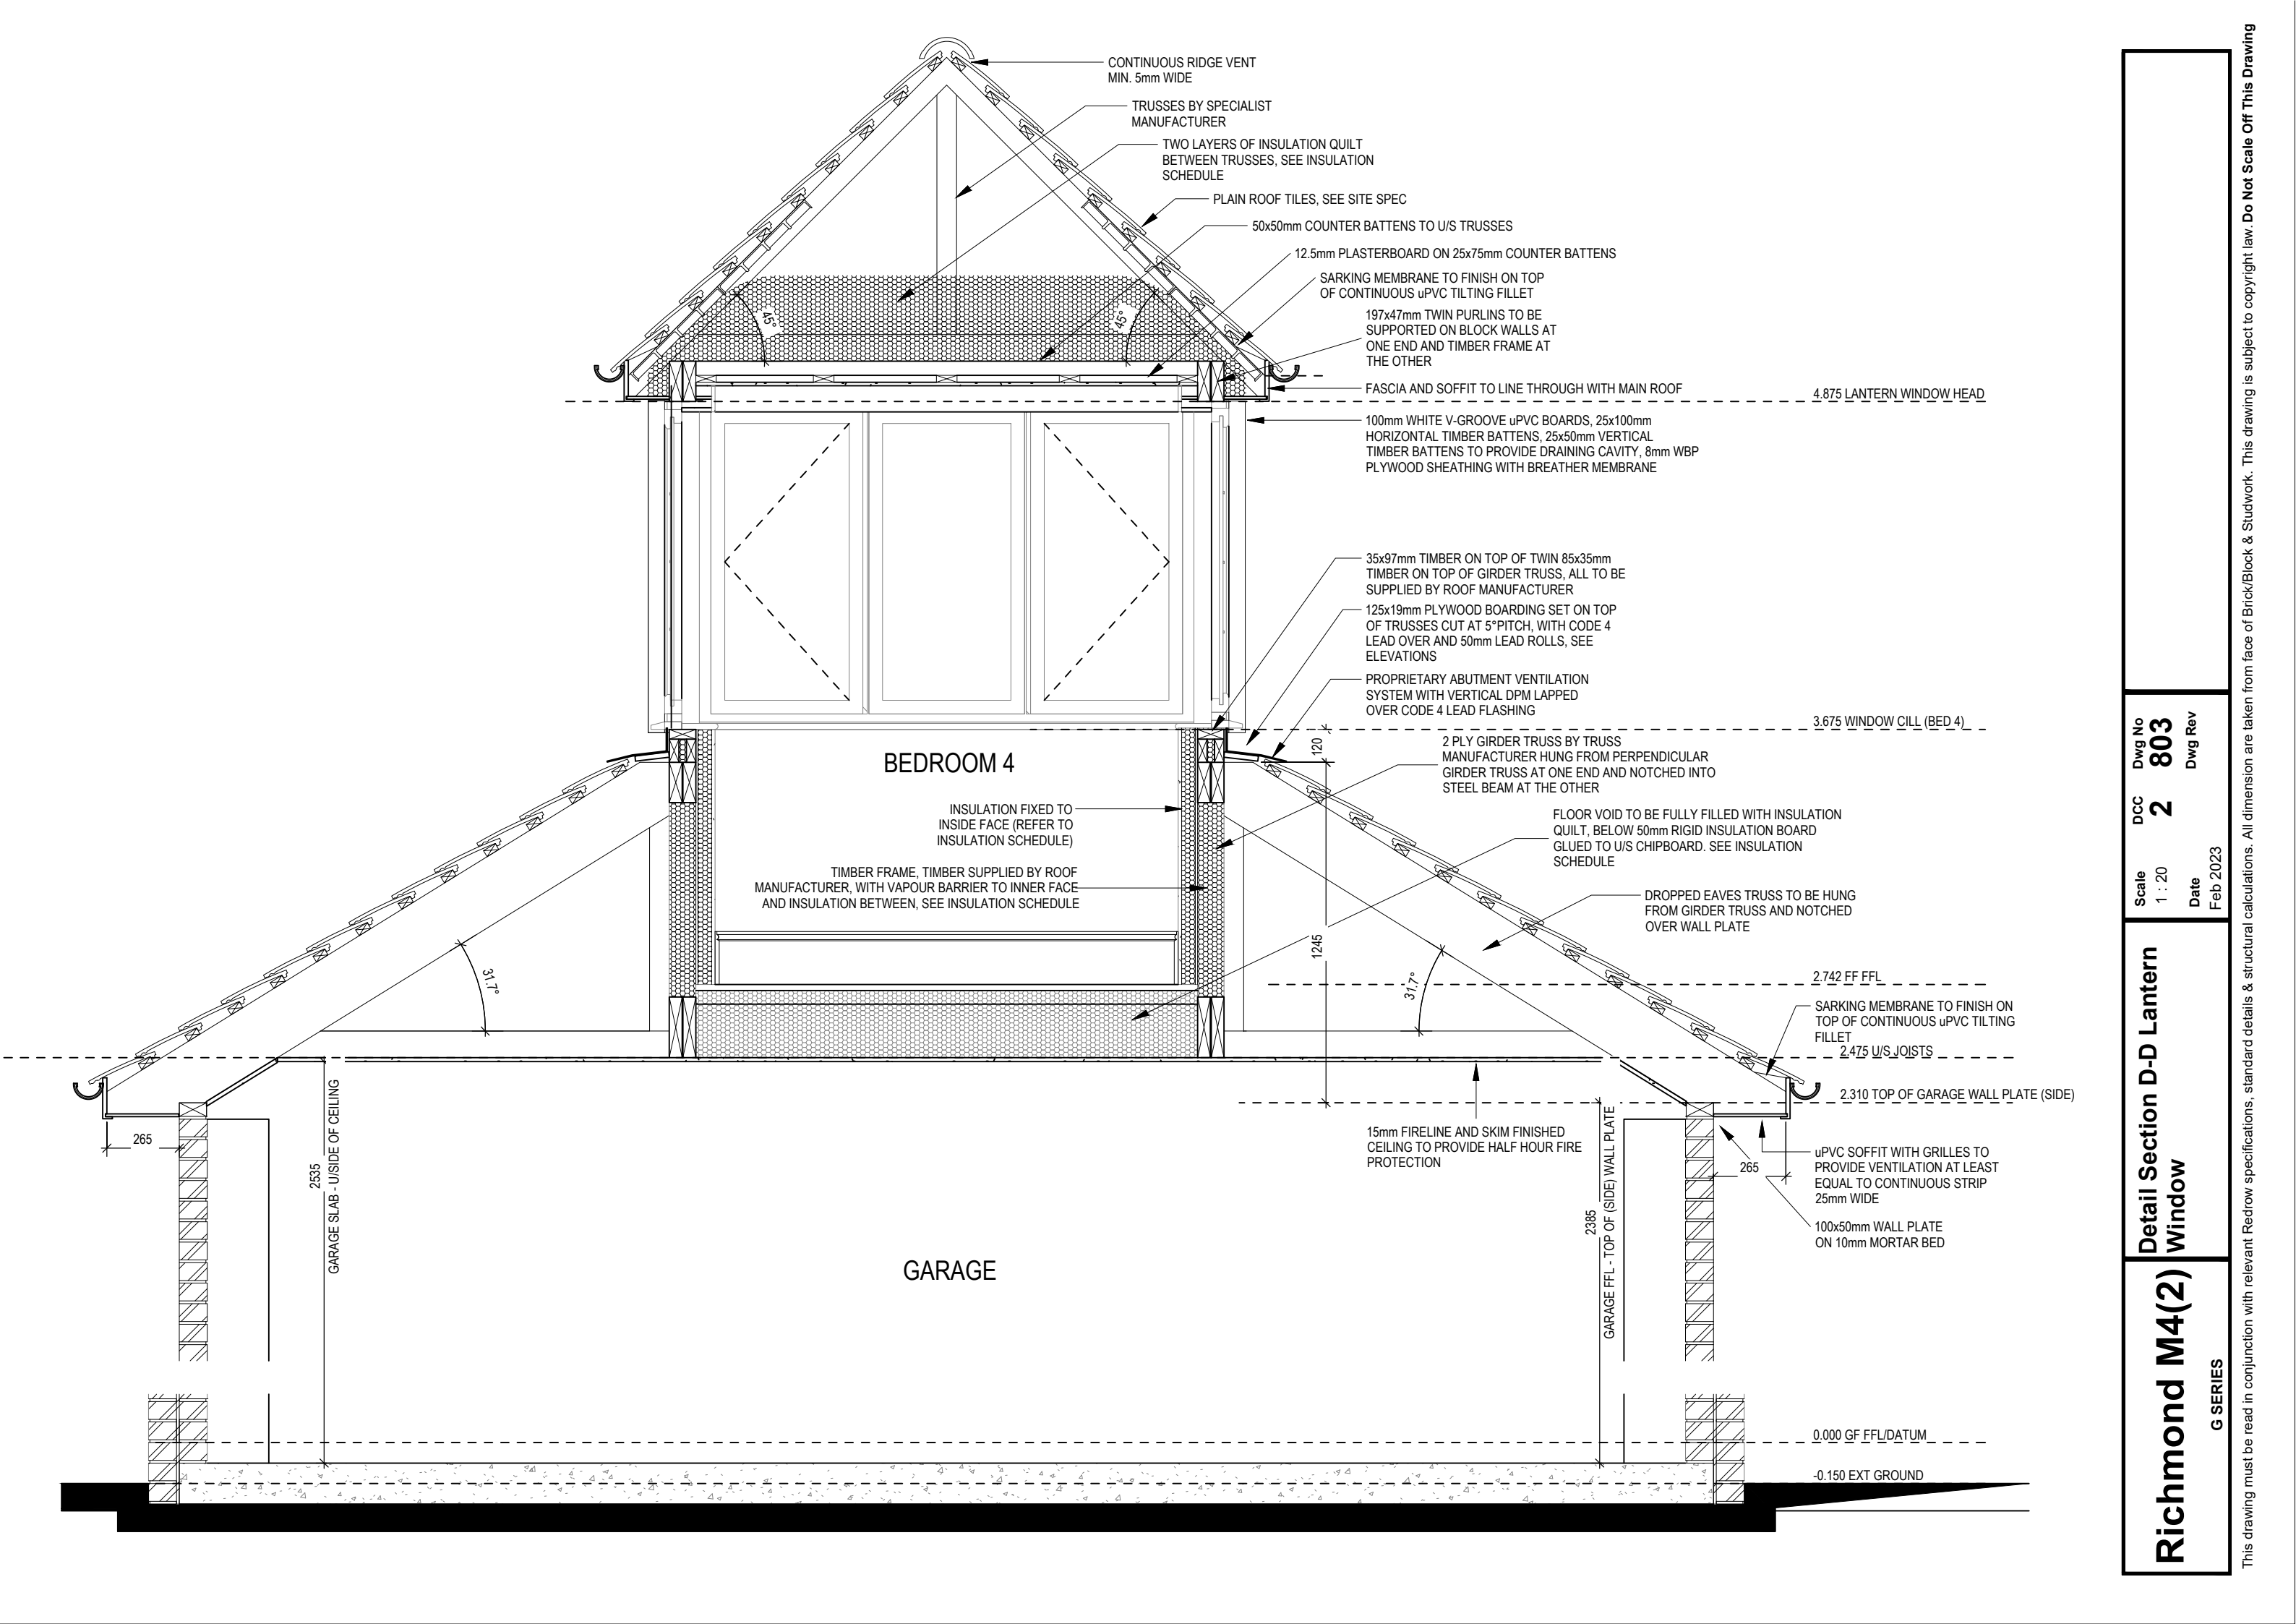 CONTINUOUS RIDGE VENT
MIN. 5mm WIDE
TRUSSES BY SPECIALIST
MANUFACTURER
TWO LAYERS OF INSULATION QUILT
BETWEEN TRUSSES, SEE INSULATION
SCHEDULE
PLAIN ROOF TILES, SEE SITE SPEC
50x50mm COUNTER BATTENS TO U/S TRUSSES
12.5mm PLASTERBOARD ON 25x75mm COUNTER BATTENS
SARKING MEMBRANE TO FINISH ON TOP
OF CONTINUOUS uPVC TILTING FILLET
197x47mm TWIN PURLINS TO BE
SUPPORTED ON BLOCK WALLS AT
ONE END AND TIMBER FRAME AT
THE OTHER
45°
45°
FASCIA AND SOFFIT TO LINE THROUGH WITH MAIN ROOF
4.875 LANTERN WINDOW HEAD
100mm WHITE V-GROOVE uPVC BOARDS, 25x100mm
HORIZONTAL TIMBER BATTENS, 25x50mm VERTICAL
TIMBER BATTENS TO PROVIDE DRAINING CAVITY, 8mm WBP
PLYWOOD SHEATHING WITH BREATHER MEMBRANE
35x97mm TIMBER ON TOP OF TWIN 85x35mm
TIMBER ON TOP OF GIRDER TRUSS, ALL TO BE
SUPPLIED BY ROOF MANUFACTURER
125x19mm PLYWOOD BOARDING SET ON TOP
OF TRUSSES CUT AT 5°PITCH, WITH CODE 4
LEAD OVER AND 50mm LEAD ROLLS, SEE
ELEVATIONS
PROPRIETARY ABUTMENT VENTILATION
SYSTEM WITH VERTICAL DPM LAPPED
OVER CODE 4 LEAD FLASHING
3.675 WINDOW CILL (BED 4)
120
2 PLY GIRDER TRUSS BY TRUSS
MANUFACTURER HUNG FROM PERPENDICULAR
GIRDER TRUSS AT ONE END AND NOTCHED INTO
STEEL BEAM AT THE OTHER
BEDROOM 4
INSULATION FIXED TO
INSIDE FACE (REFER TO
INSULATION SCHEDULE)
FLOOR VOID TO BE FULLY FILLED WITH INSULATION
QUILT, BELOW 50mm RIGID INSULATION BOARD
GLUED TO U/S CHIPBOARD. SEE INSULATION
SCHEDULE
TIMBER FRAME, TIMBER SUPPLIED BY ROOF
MANUFACTURER, WITH VAPOUR BARRIER TO INNER FACE
AND INSULATION BETWEEN, SEE INSULATION SCHEDULE
DROPPED EAVES TRUSS TO BE HUNG
FROM GIRDER TRUSS AND NOTCHED
OVER WALL PLATE
1245
31.7°
31.7°
2.742 FF FFL
SARKING MEMBRANE TO FINISH ON
TOP OF CONTINUOUS uPVC TILTING
FILLET
2.475 U/S JOISTS
2.310 TOP OF GARAGE WALL PLATE (SIDE)
265
2535
GARAGE SLAB - U/SIDE OF CEILING
15mm FIRELINE AND SKIM FINISHED
CEILING TO PROVIDE HALF HOUR FIRE
PROTECTION
2385
GARAGE FFL - TOP OF (SIDE) WALL PLATE
265
uPVC SOFFIT WITH GRILLES TO
PROVIDE VENTILATION AT LEAST
EQUAL TO CONTINUOUS STRIP
25mm WIDE
100x50mm WALL PLATE
ON 10mm MORTAR BED
GARAGE
0.000 GF FFL/DATUM
-0.150 EXT GROUND
Richmond M4(2)
G SERIES
Detail Section D-D Lantern
Window
Scale
1 : 20
Date
Feb 2023
DCC
2
Dwg No
803
Dwg Rev
This drawing must be read in conjunction with relevant Redrow specifications, standard details & structural calculations. All dimension are taken from face of Brick/Block & Studwork. This drawing is subject to copyright law. Do Not Scale Off This Drawing